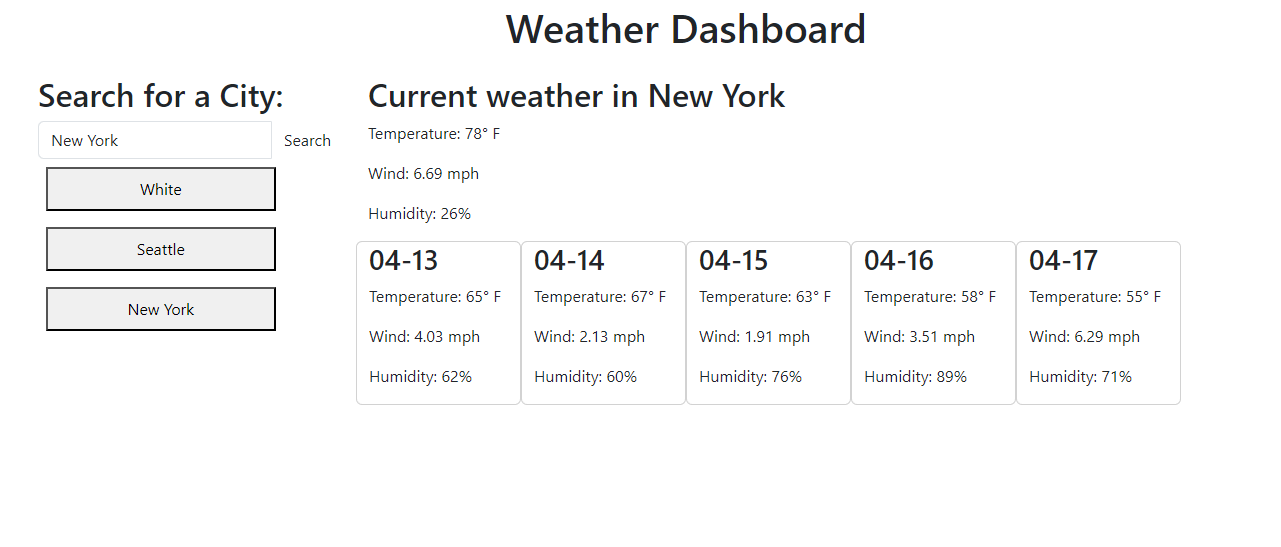 Weather Dashboard
Search for a City:
New York
Search
White
Seattle
New York
Current weather in New York
Temperature: 78° F
Wind: 6.69 mph
Humidity: 26%
04-13
Temperature: 65° F
Wind: 4.03 mph
Humidity: 62%
04-14
Temperature: 67° F
Wind: 2.13 mph
Humidity: 60%
04-15
Temperature: 63° F
Wind: 1.91 mph
Humidity: 76%
04-16
Temperature: 58° F
Wind: 3.51 mph
Humidity: 89%
04-17
Temperature: 55° F
Wind: 6.29 mph
Humidity: 71%